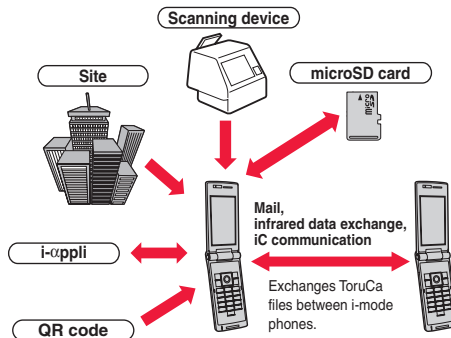 Scanning device
Site
microSD card
Mail,
infrared data exchange,
iC communication
i-αppli
Exchanges ToruCa
files between i-mode
phones.
QR code